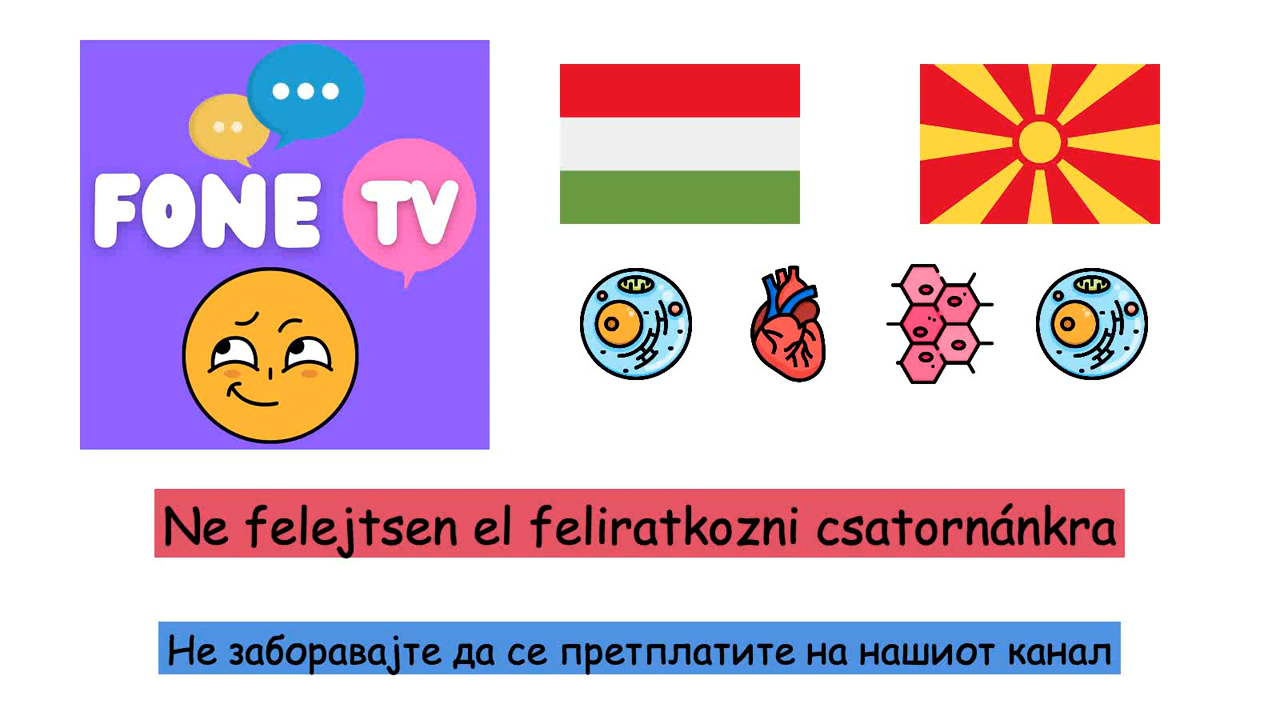 FONE TV
Ne felejtsen el feliratkozni csatornánkra
Не заборавајте да се претплатите на нашиот канал